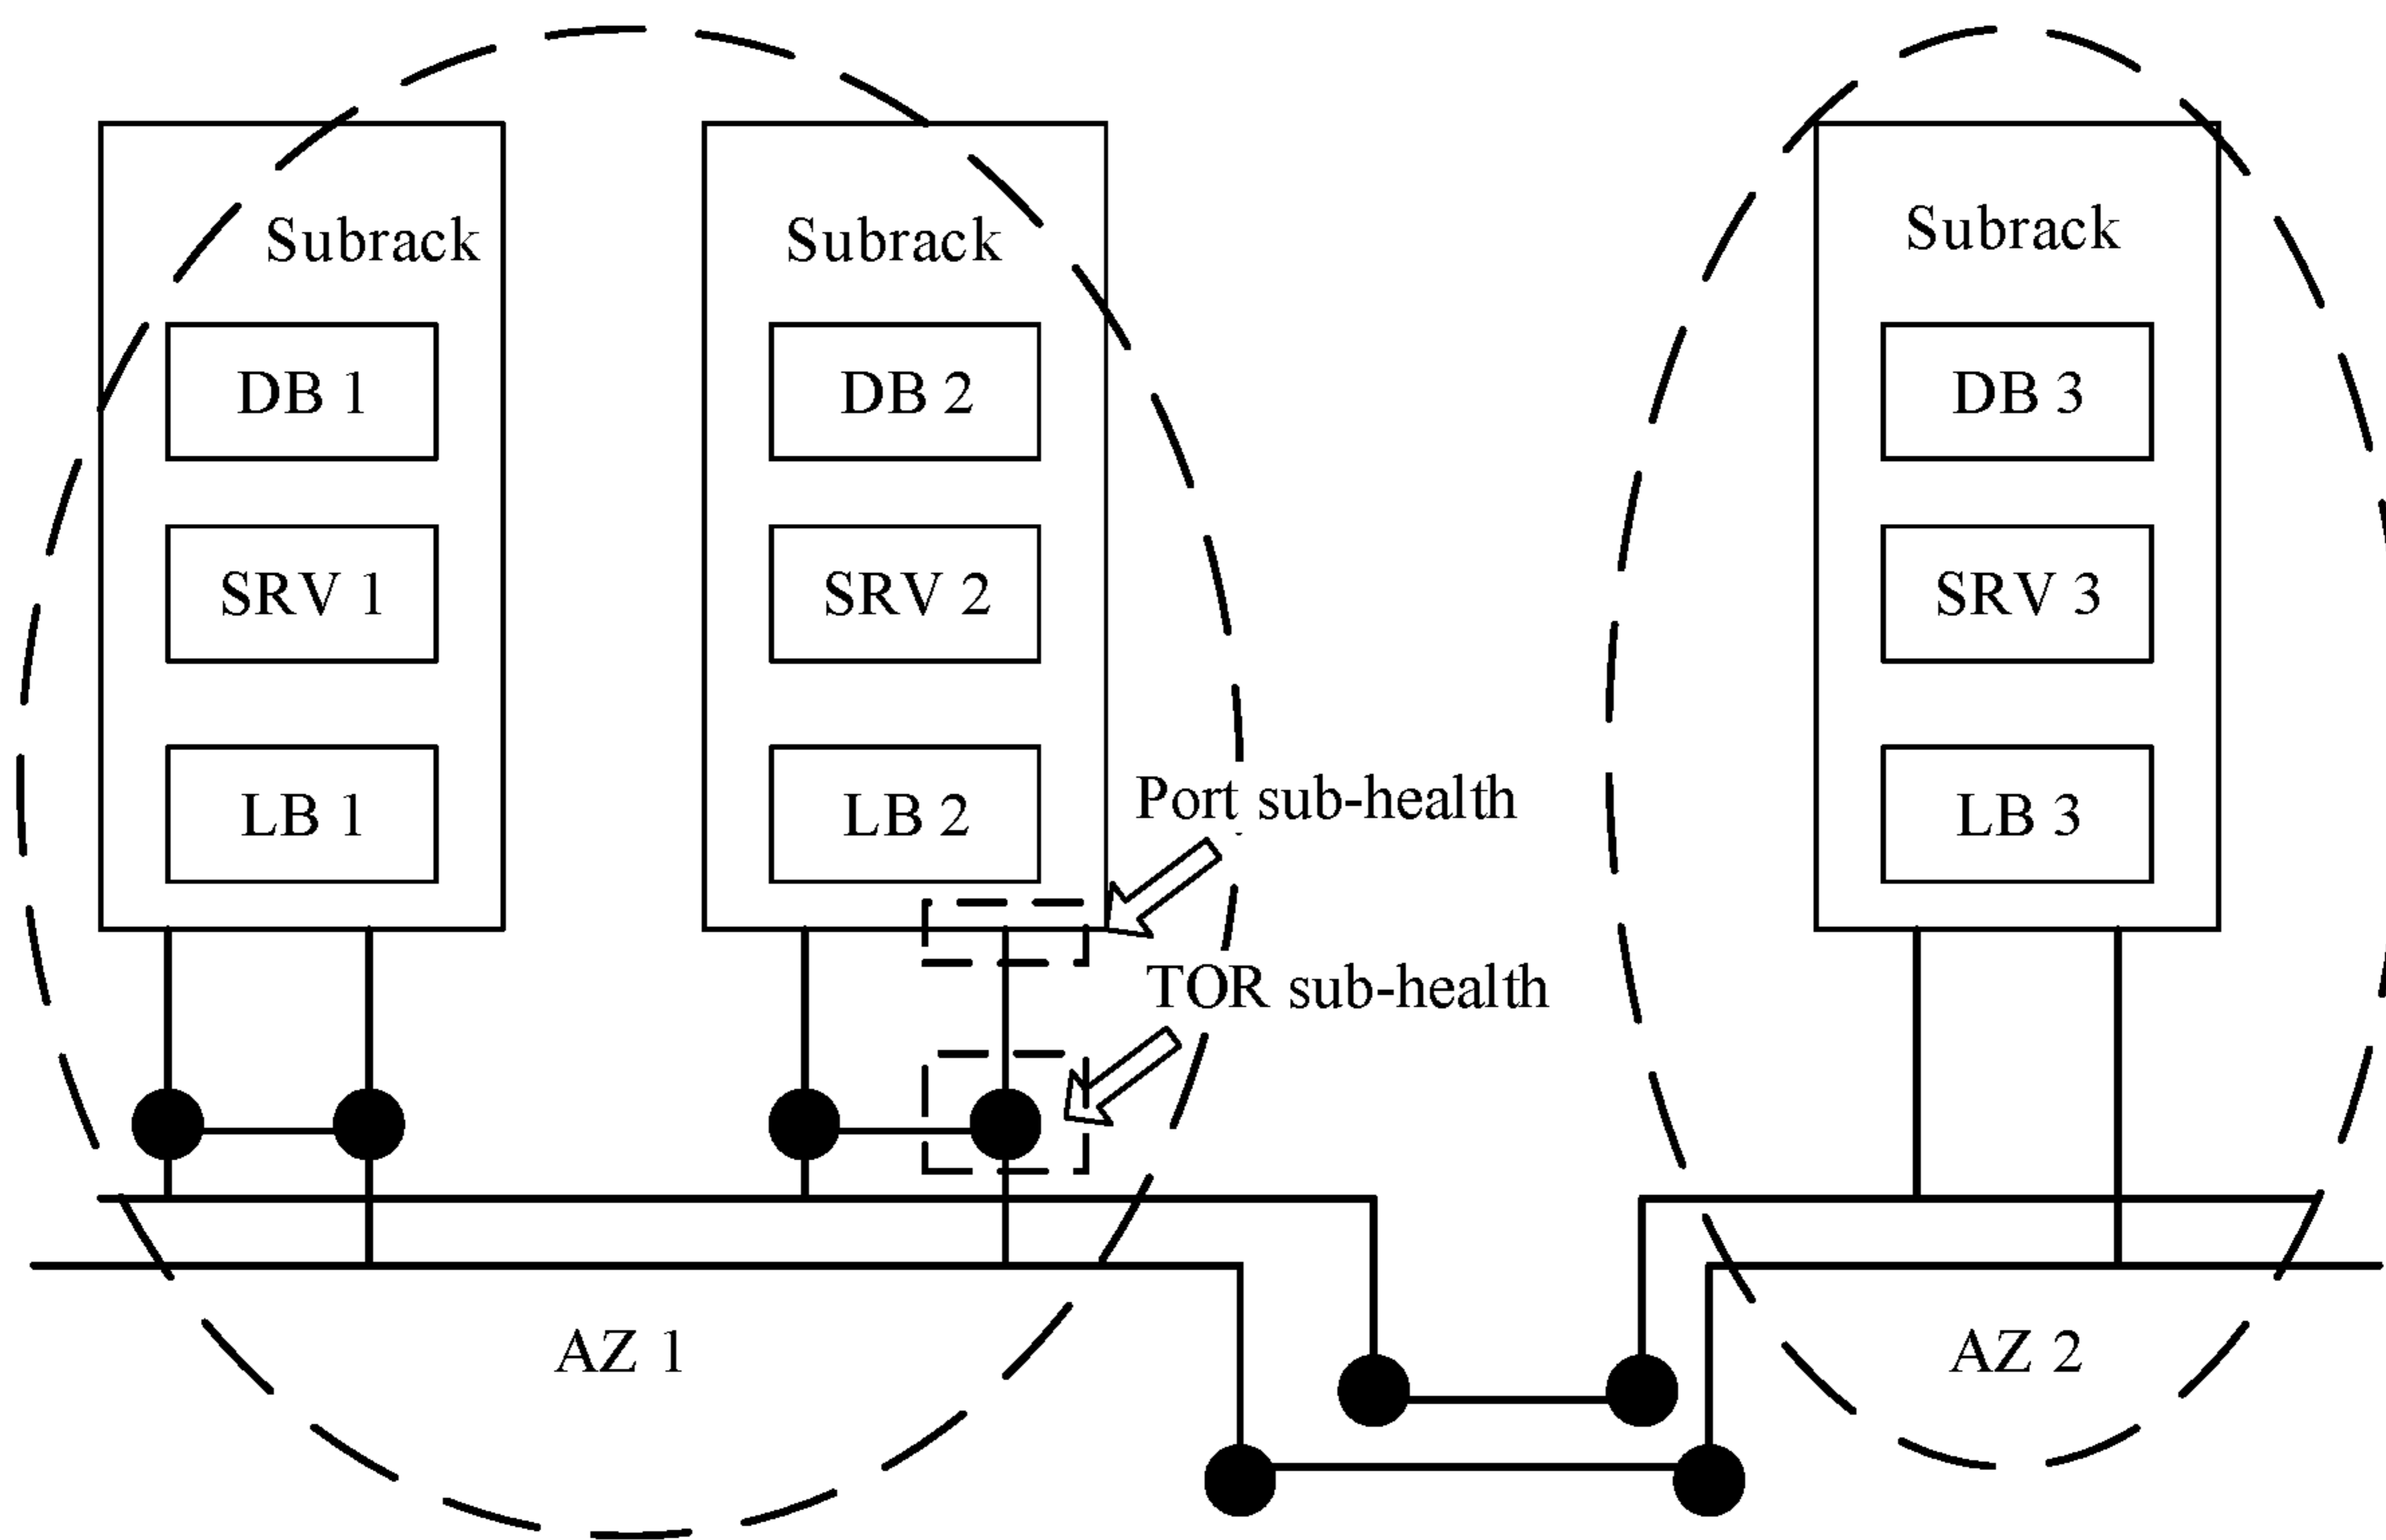 Subrack
DB 1
SRV 1
LB 1
Subrack
DB 2
SRV 2
LB 2
Port sub-health
TOR sub-health
AZ 1
Subrack
DB 3
SRV 3
LB 3
AZ 2